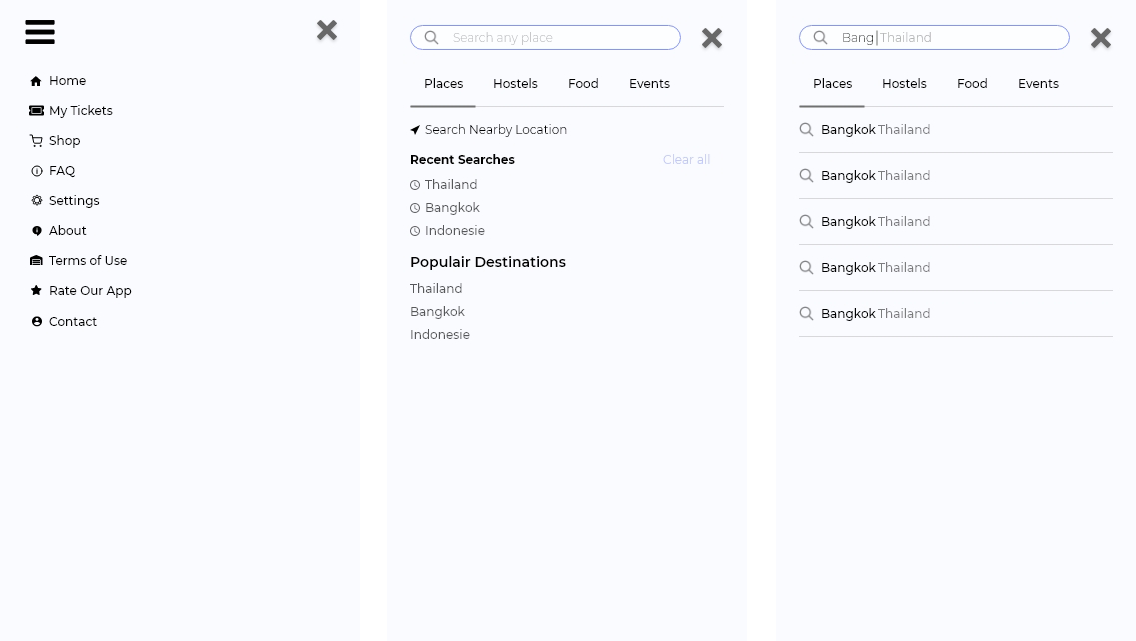 Home
My Tickets
Shop
FAQ
Settings
About
Terms of Use
Rate Our App
Contact
Search any place
Places Hostels Food Events
Search Nearby Location
Recent Searches Clear all
Thailand
Bangkok
Indonesie
Populair Destinations
Thailand
Bangkok
Indonesie
Bang|Thailand
Places Hostels Food Events
Bangkok Thailand
Bangkok Thailand
Bangkok Thailand
Bangkok Thailand
Bangkok Thailand